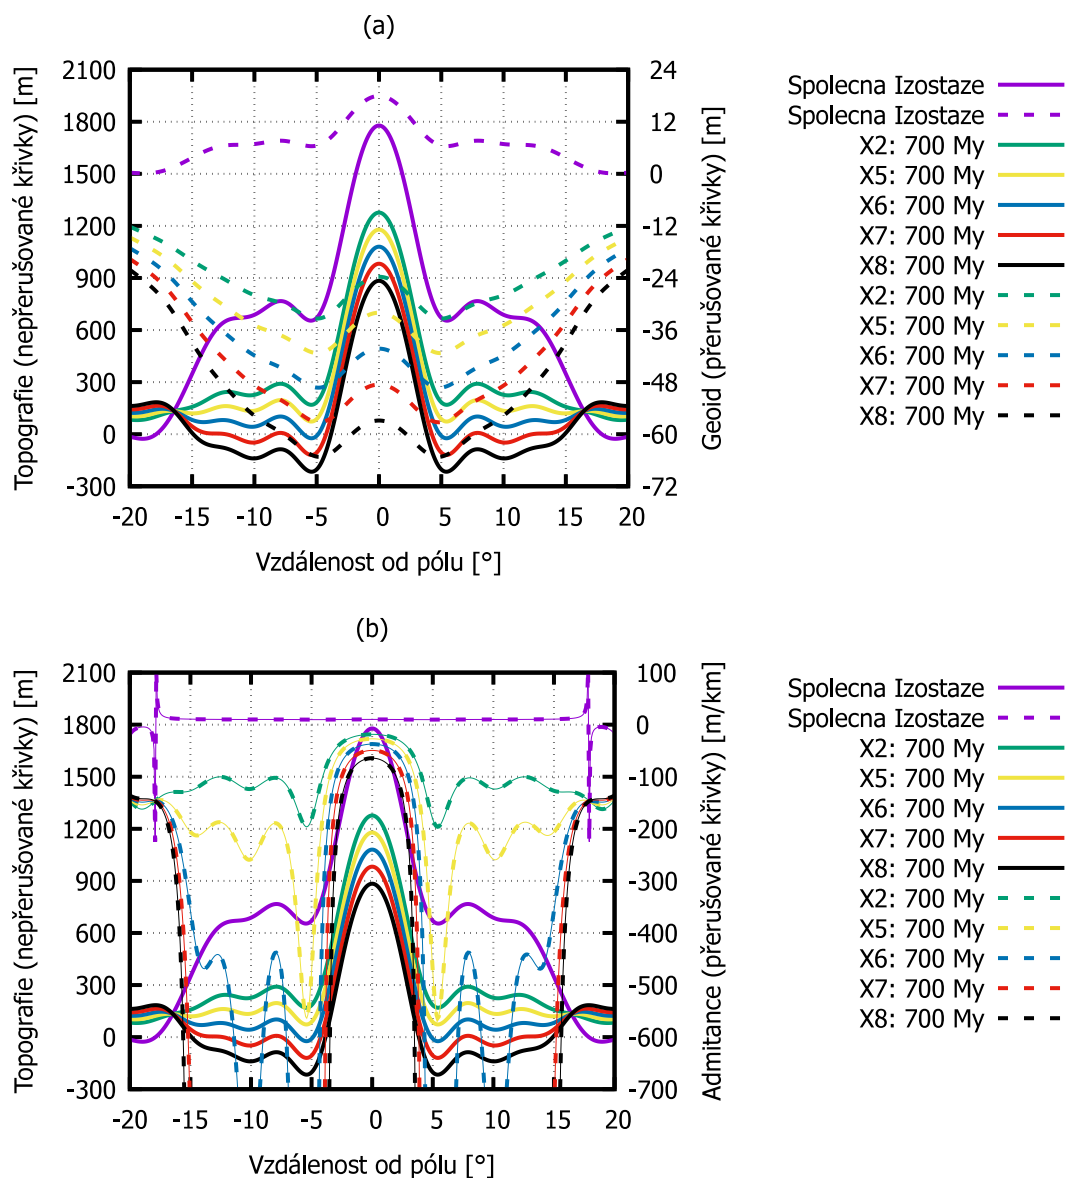 (a)
Topografie (nepřerušované křivky) [m]
2100
1800
1500
1200
900
600
300
0
-300
-20
-15
-10
-5
0
5
10
15
20
Vzdálenost od pólu [°]
24
12
0
-12
-24
-36
-48
-60
-72
Geoid (přerušované křivky) [m]
Spolecna Izostaze
Spolecna Izostaze
X2: 700 My
X5: 700 My
X6: 700 My
X7: 700 My
X8: 700 My
X2: 700 My
X5: 700 My
X6: 700 My
X7: 700 My
X8: 700 My
(b)
Topografie (nepřerušované křivky) [m]
2100
1800
1500
1200
900
600
300
0
-300
-20
-15
-10
-5
0
5
10
15
20
Vzdálenost od pólu [°]
100
0
-100
-200
-300
-400
-500
-600
-700
Admitance (přerušované křivky) [m/km]
Spolecna Izostaze
Spolecna Izostaze
X2: 700 My
X5: 700 My
X6: 700 My
X7: 700 My
X8: 700 My
X2: 700 My
X5: 700 My
X6: 700 My
X7: 700 My
X8: 700 My